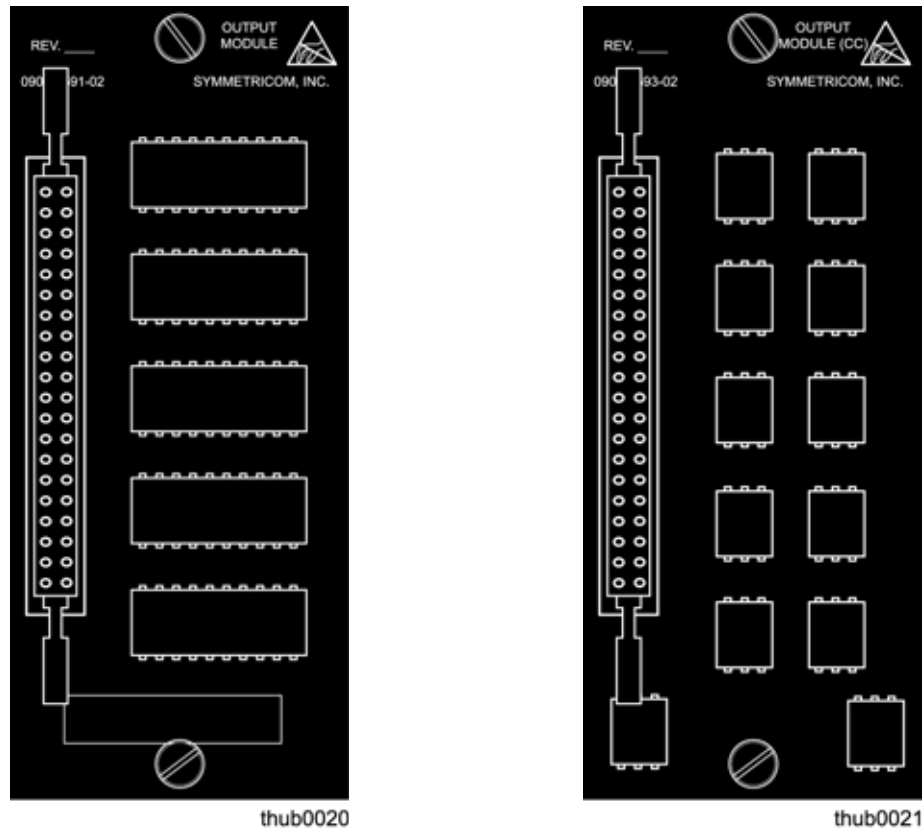 OUTPUT
MODULE
REV. ____
SYMMETRICOM, INC.
thub0020
OUTPUT
MODULE (CC)
REV. ____
SYMMETRICOM, INC.
thub0021